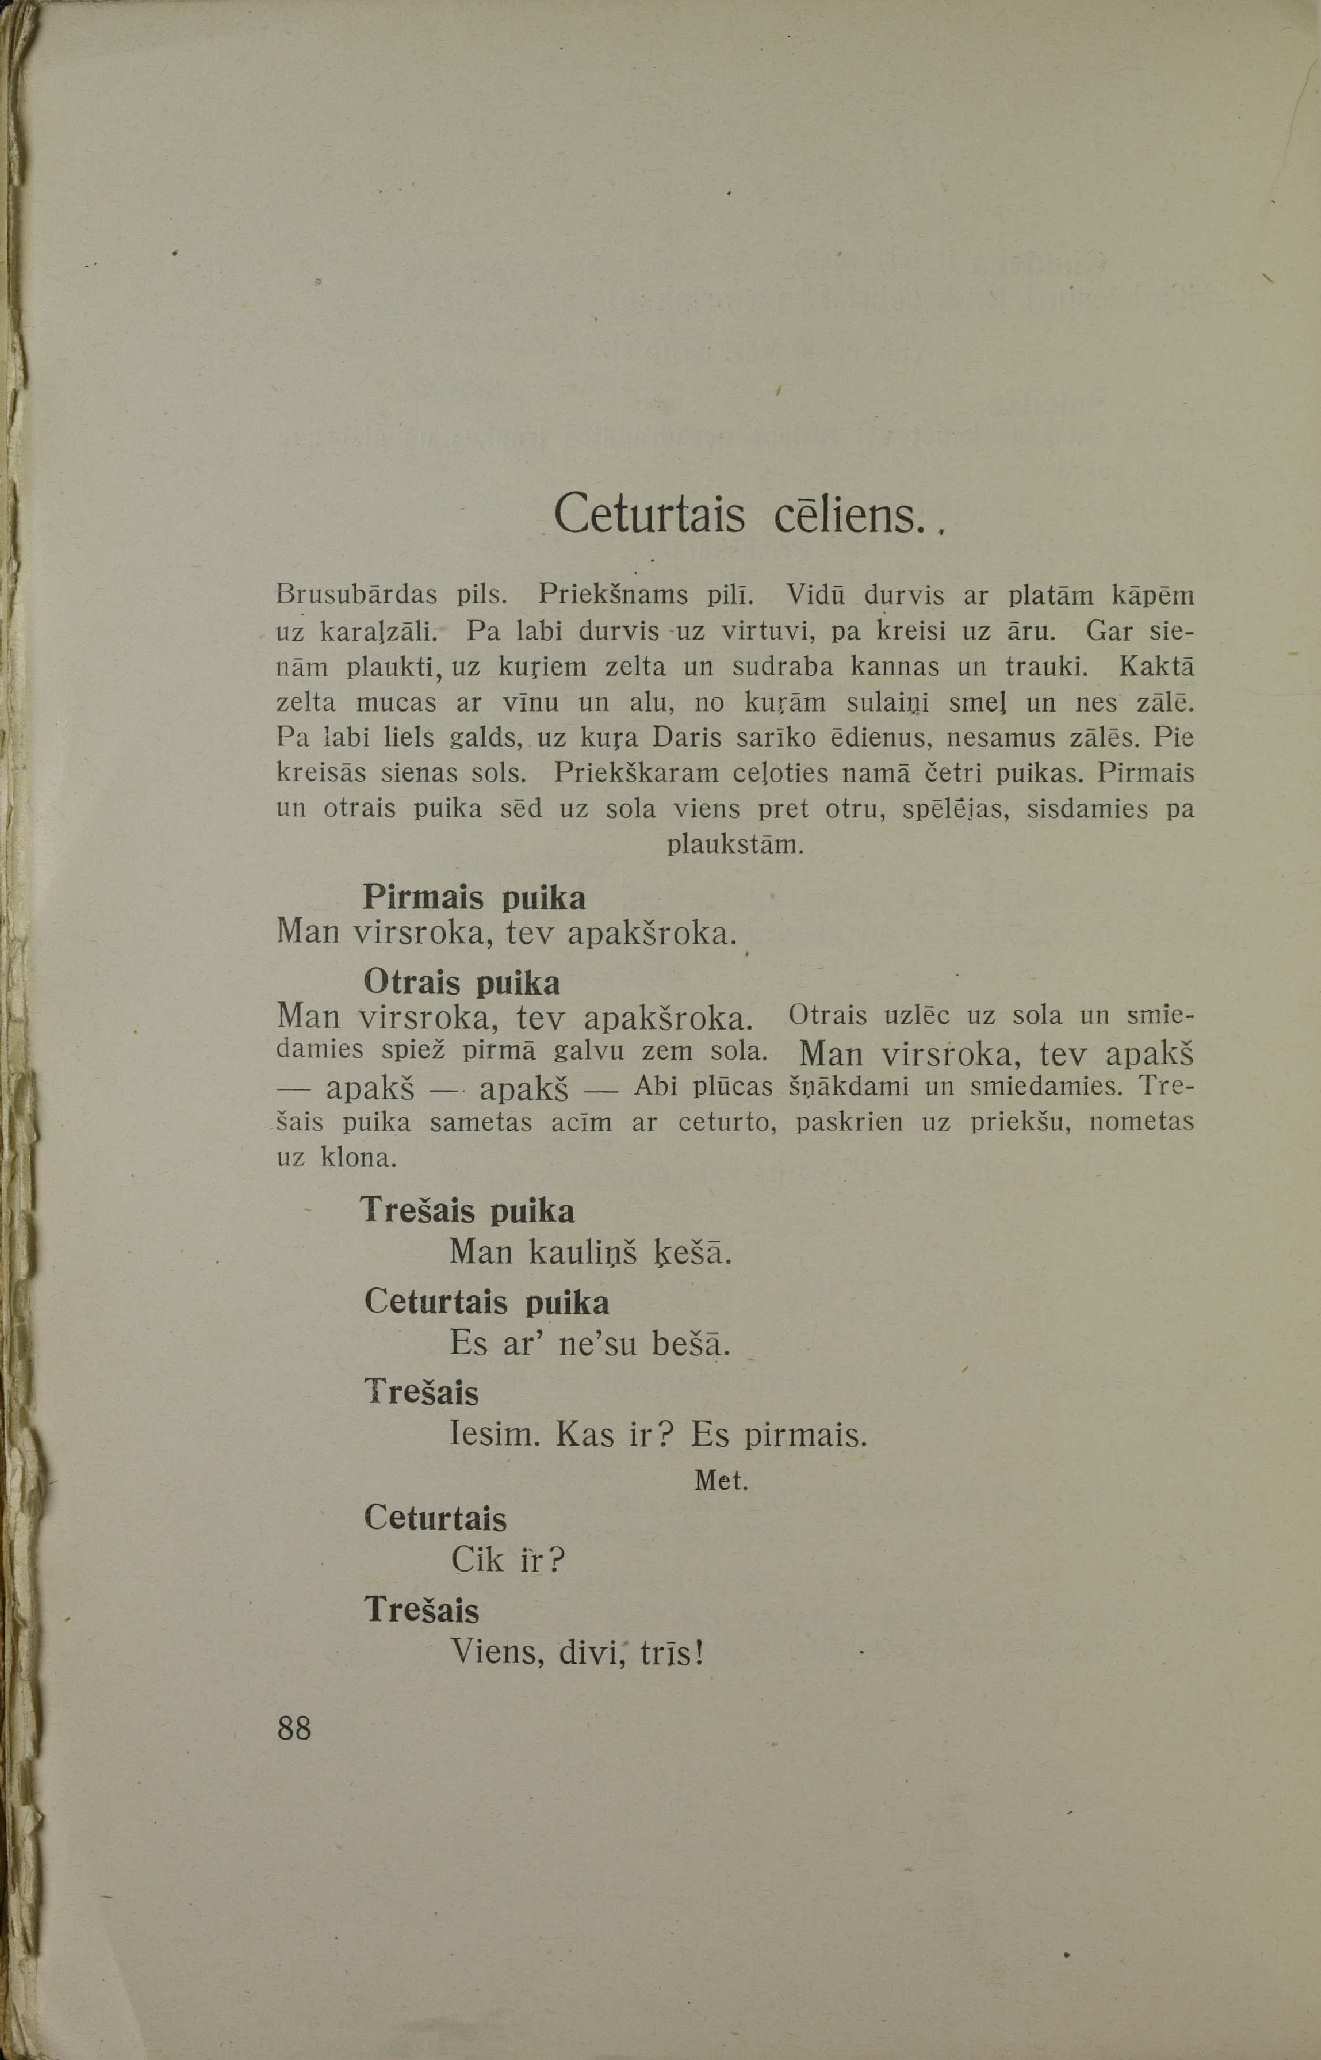 Ceturtais cēliens.
Brusubārdas pils. Priekšnams pilī. Vidū durvis ar platām kāpēm
uz karaļzāli. Pa labi durvis uz virtuvi, pa kreisi uz āru. Gar sie-
nām plaukti, uz kuŗiem zelta un sudraba kannas un trauki. Kaktā
zelta mucas ar vīnu un alu, no kuŗām sulaiņi smeļ un nes zālē.
Pa labi liels galds, uz kuŗa Daris sarīko ēdienus, nesamus zālēs. Pie
kreisās sienas sols. Priekškaram ceļoties namā četri puikas. Pirmais
un otrais puika sēd uz sola viens pret otru, spēlējas, sisdamies pa
plaukstām.
Pirmais puika
Man virsroka, tev apakšroka.
Otrais puika
Man virsroka, tev apakšroka. Otrais uzlēc uz sola un smie-
damies spiež pirmā galvu zem sola. Man virsroka, tev apakš
— apakš — apakš — Abi plūcas šņākdami un smiedamies. Tre-
šais puika sametas acīm ar ceturto, paskrien uz priekšu, nometas
uz klona.
Trešais puika
Man kauliņš ķešā.
Ceturtais puika
Es ar’ ne’su bešā.
Trešais
Iesim. Kas ir? Es pirmais.
Met.
Ceturtais
Cik ir?
Trešais
Viens, divi, trīs!
88